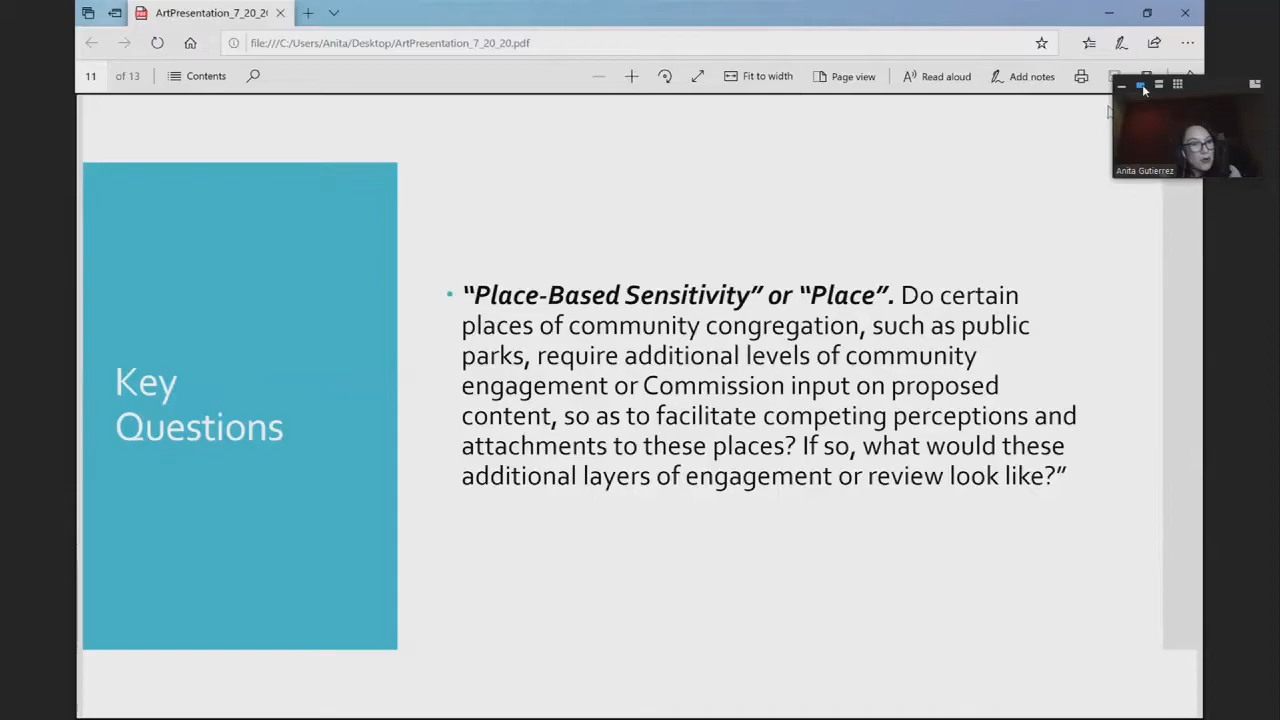 ArtPresentation_7_20_20
file:///C:/Users/Anita/Desktop/ArtPresentation_7_20_20.pdf
11 of 13 Contents Fit to width Page view Read aloud Add notes
Anita Gutierrez
Key
Questions
• “Place-Based Sensitivity” or “Place”. Do certain
places of community congregation, such as public
parks, require additional levels of community
engagement or Commission input on proposed
content, so as to facilitate competing perceptions and
attachments to these places? If so, what would these
additional layers of engagement or review look like?”